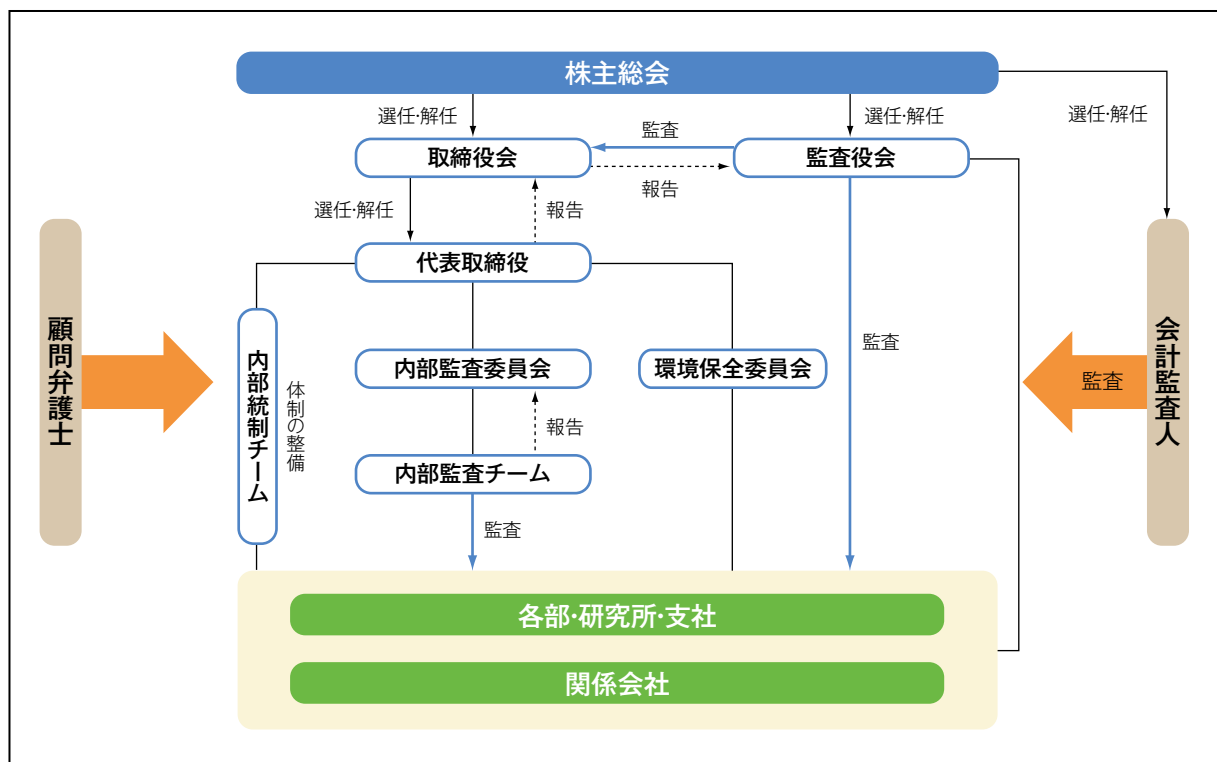 株主総会
選任·解任
選任·解任
選任·解任
監査
取締役会
監査役会
報告
選任·解任
報告
代表取締役
顧問弁護士
内部統制チーム
体制の整備
内部監査委員会
環境保全委員会
監査
監査
会計監査人
報告
内部監査チーム
監査
各部·研究所·支社
関係会社